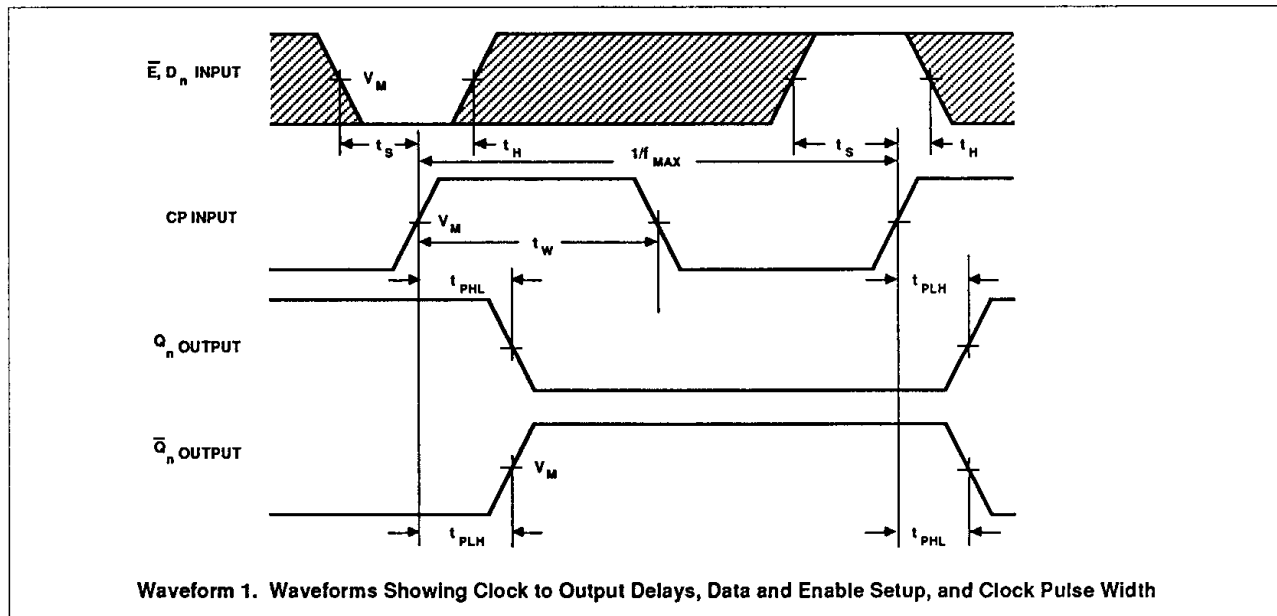 E̅, Dn INPUT
VM
tS
tH
1/fMAX
tS
tH
CP INPUT
VM
tW
tPHL
tPLH
Qn OUTPUT
Q̅n OUTPUT
VM
tPLH
tPHL
Waveform 1. Waveforms Showing Clock to Output Delays, Data and Enable Setup, and Clock Pulse Width